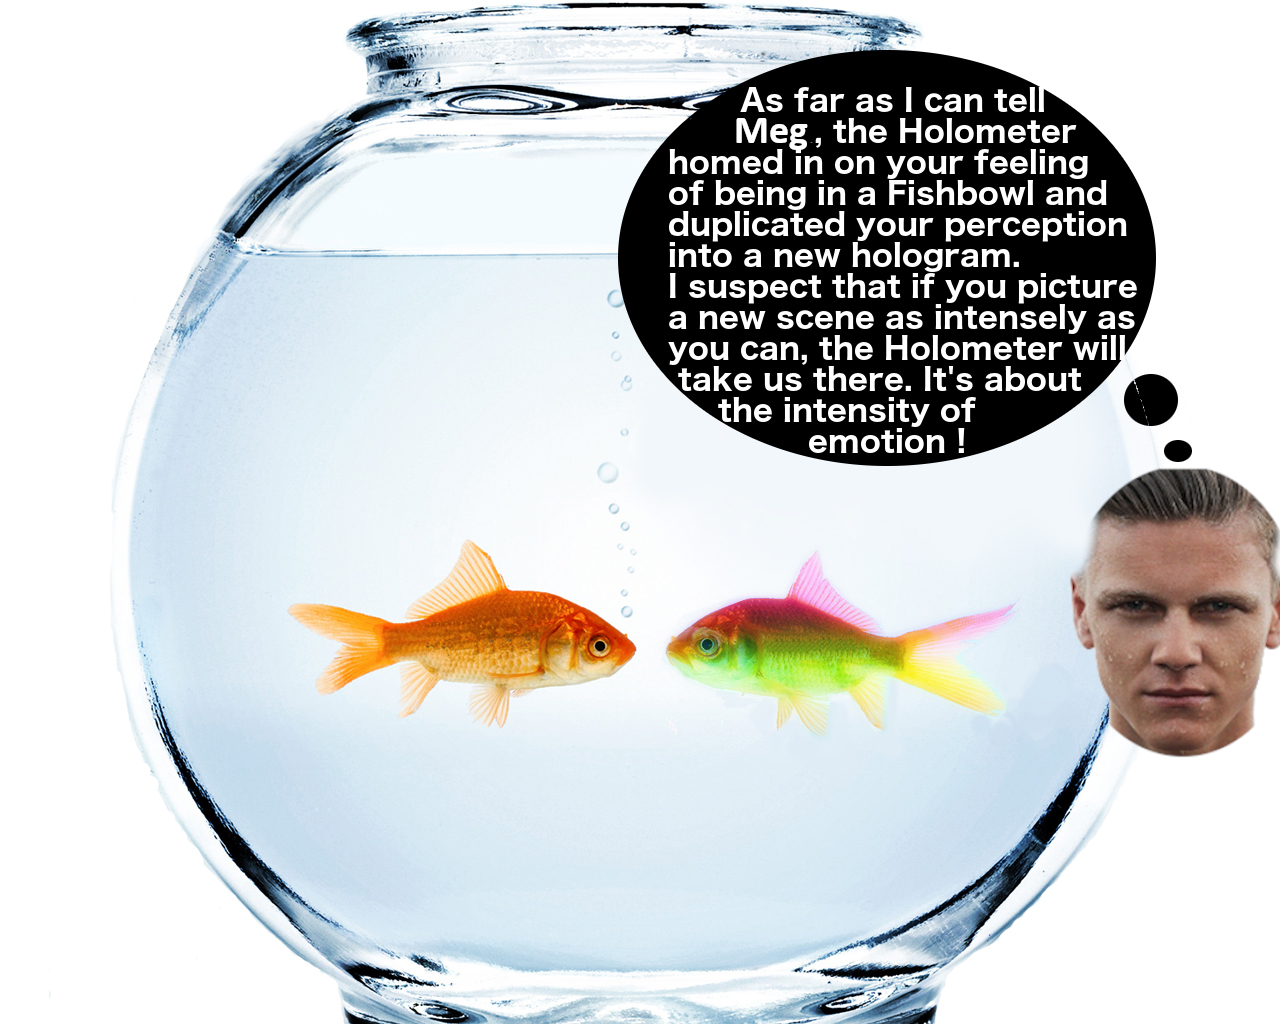 As far as I can tell
Meg , the Holometer
homed in on your feeling
of being in a Fishbowl and
duplicated your perception
into a new hologram.
I suspect that if you picture
a new scene as intensely as
you can, the Holometer will
take us there. It's about
the intensity of
emotion !